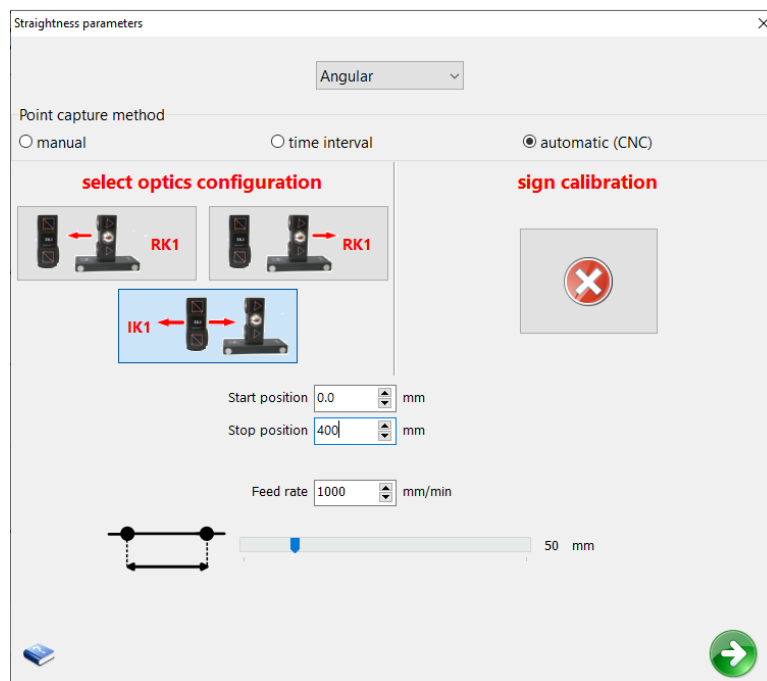 Straightness parameters
Angular
Point capture method
manual
time interval
automatic (CNC)
select optics configuration
sign calibration
RK1
RK1
IK1
Start position 0.0 mm
Stop position 400 mm
Feed rate 1000 mm/min
50 mm